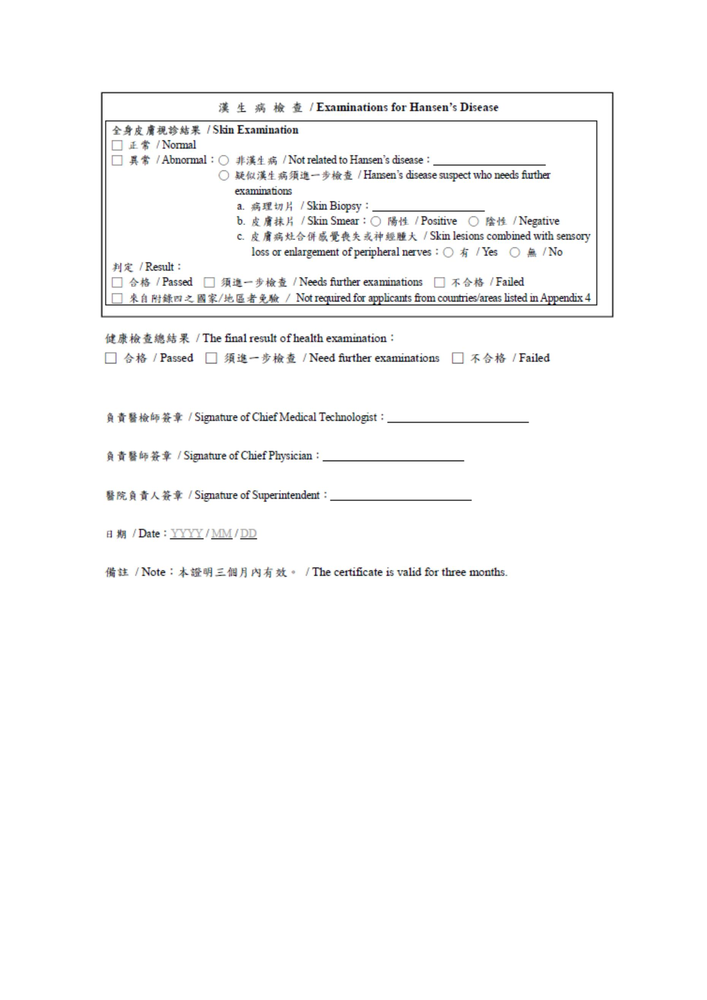 漢生病檢查 / Examinations for Hansen's Disease
全身皮膚視診結果 / Skin Examination
□ 正常 / Normal
□ 異常 / Abnormal：○ 非漢生病 / Not related to Hansen's disease：____________________
○ 疑似漢生病須進一步檢查 / Hansen's disease suspect who needs further
examinations
a. 病理切片 / Skin Biopsy：____________________
b. 皮膚抹片 / Skin Smear：○ 陽性 / Positive ○ 陰性 / Negative
c. 皮膚病灶合併感覺喪失或神經腫大 / Skin lesions combined with sensory
loss or enlargement of peripheral nerves：○ 有 / Yes ○ 無 / No
判定 / Result：
□ 合格 / Passed □ 須進一步檢查 / Needs further examinations □ 不合格 / Failed
□ 來自附錄四之國家/地區者免驗 / Not required for applicants from countries/areas listed in Appendix 4
健康檢查總結果 / The final result of health examination：
□ 合格 / Passed □ 須進一步檢查 / Need further examinations □ 不合格 / Failed
負責醫檢師簽章 / Signature of Chief Medical Technologist：_________________________
負責醫師簽章 / Signature of Chief Physician：_________________________
醫院負責人簽章 / Signature of Superintendent：_________________________
日期 / Date：YYYY / MM / DD
備註 / Note：本證明三個月內有效。 / The certificate is valid for three months.